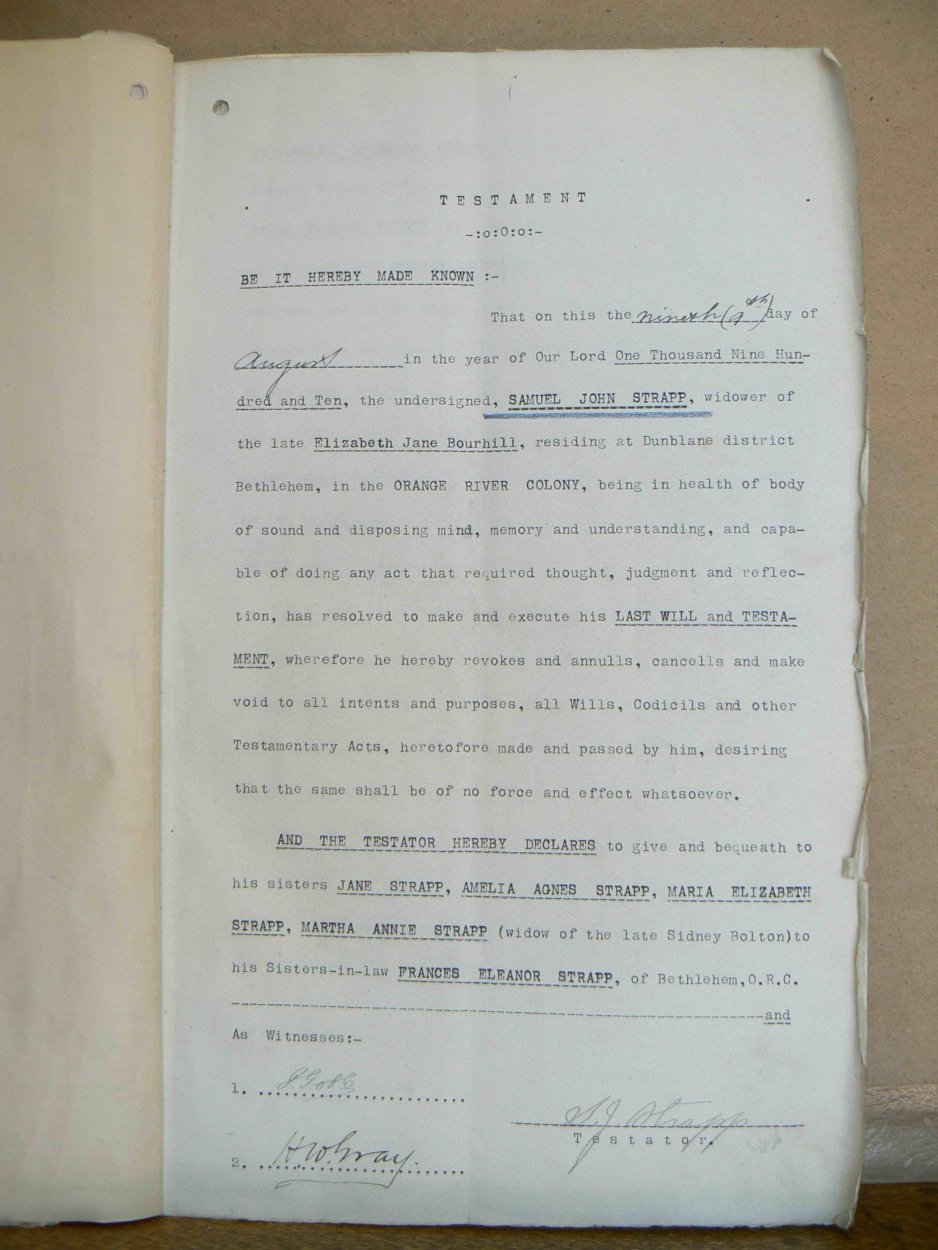 TESTAMENT
-:o:O:o:-
BE IT HEREBY MADE KNOWN :-
That on this the ninth (9th) day of
August in the year of Our Lord One Thousand Nine Hun-
dred and Ten, the undersigned, SAMUEL JOHN STRAPP, widower of
the late Elizabeth Jane Bourhill, residing at Dunblane district
Bethlehem, in the ORANGE RIVER COLONY, being in health of body
of sound and disposing mind, memory and understanding, and capa-
ble of doing any act that required thought, judgment and reflec-
tion, has resolved to make and execute his LAST WILL and TESTA-
MENT, wherefore he hereby revokes and annulls, cancells and make
void to all intents and purposes, all Wills, Codicils and other
Testamentary Acts, heretofore made and passed by him, desiring
that the same shall be of no force and effect whatsoever.
AND THE TESTATOR HEREBY DECLARES to give and bequeath to
his sisters JANE STRAPP, AMELIA AGNES STRAPP, MARIA ELIZABETH
STRAPP, MARTHA ANNIE STRAPP (widow of the late Sidney Bolton)to
his Sisters-in-law FRANCES ELEANOR STRAPP, of Bethlehem,O.R.C.
and
As Witnesses:-
1.
S J Strapp
Testator.
2. H W Gray.